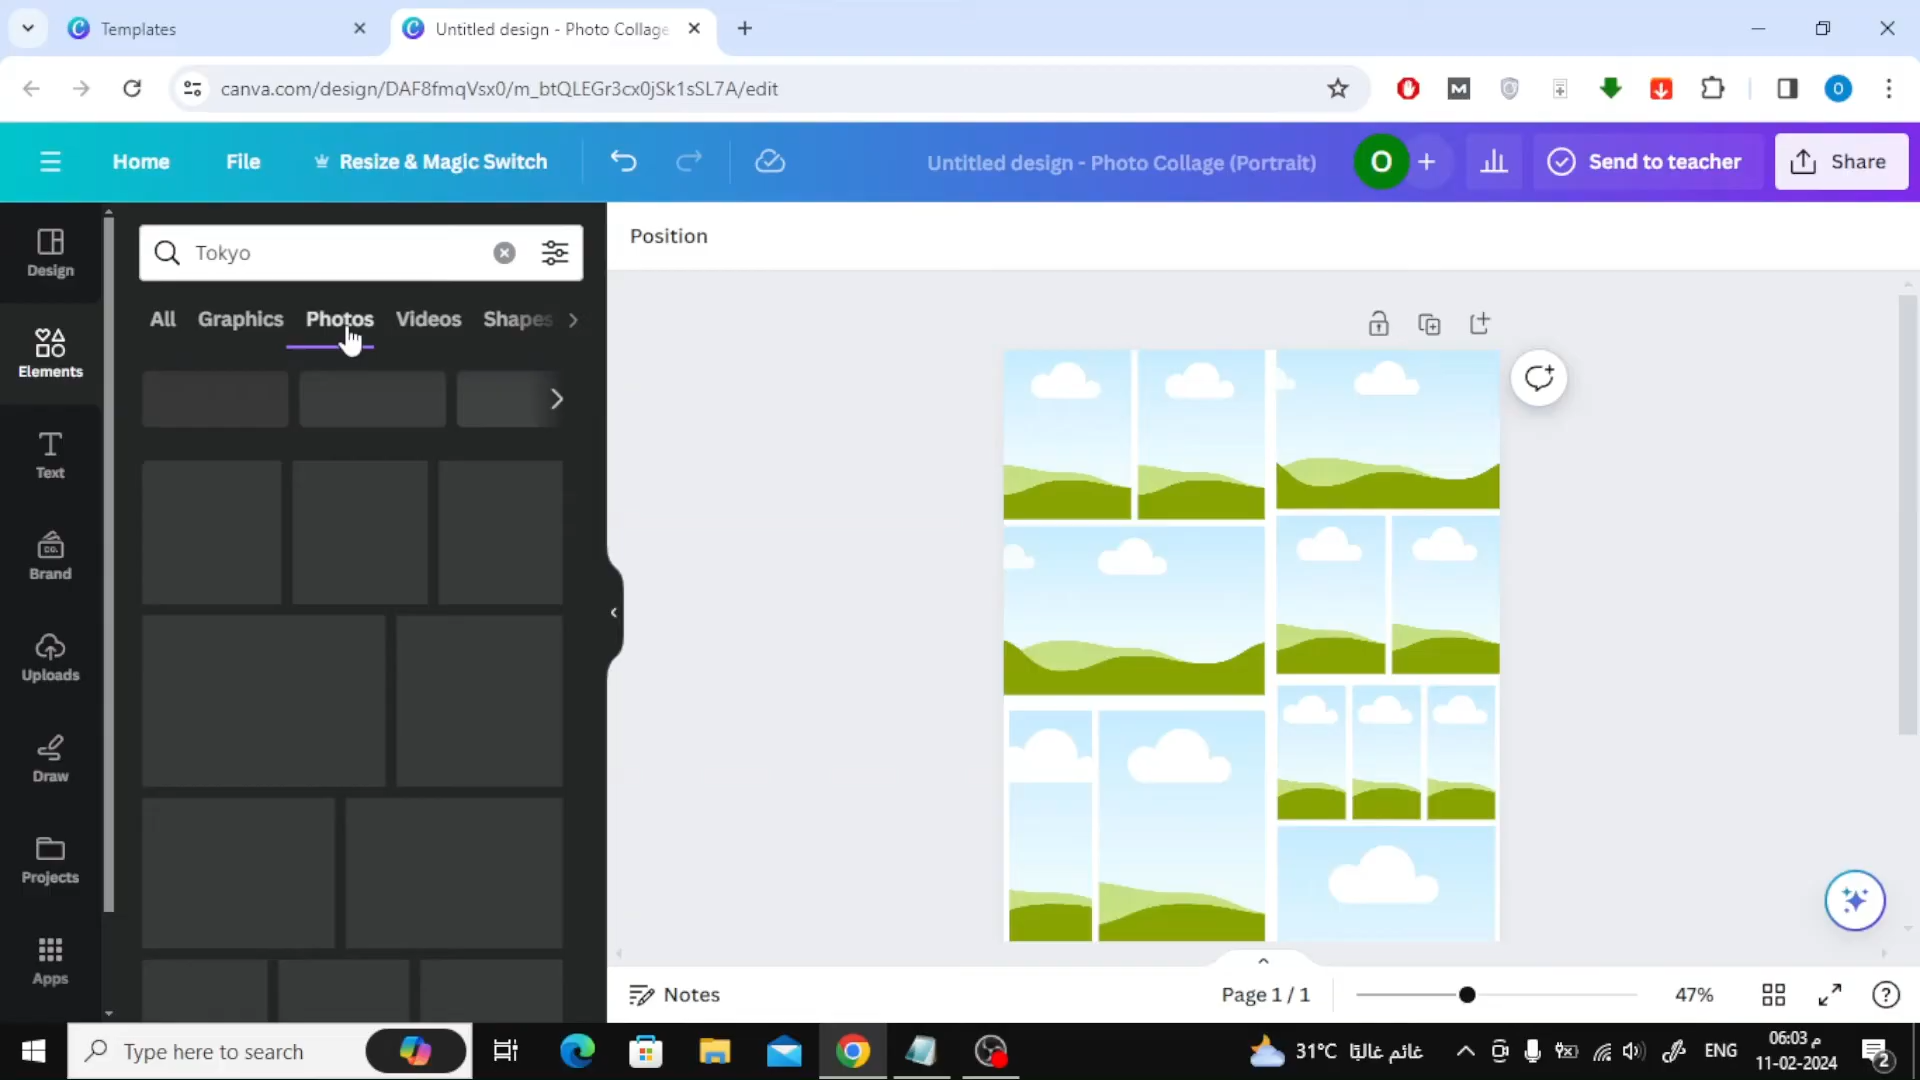 Templates
Untitled design - Photo Collage
canva.com/design/DAF8fmqVsx0/m_btQLEGr3cx0jSk1sSL7A/edit
M
O
Home
File
Resize & Magic Switch
Untitled design - Photo Collage (Portrait)
O
Send to teacher
Share
Design
Elements
Text
Brand
CO.
Uploads
Draw
Projects
Apps
Tokyo
All
Graphics
Photos
Videos
Shapes
Position
Notes
Page 1 / 1
47%
Type here to search
31°C
غائم غالبًا
ENG
06:03 م
11-02-2024
2